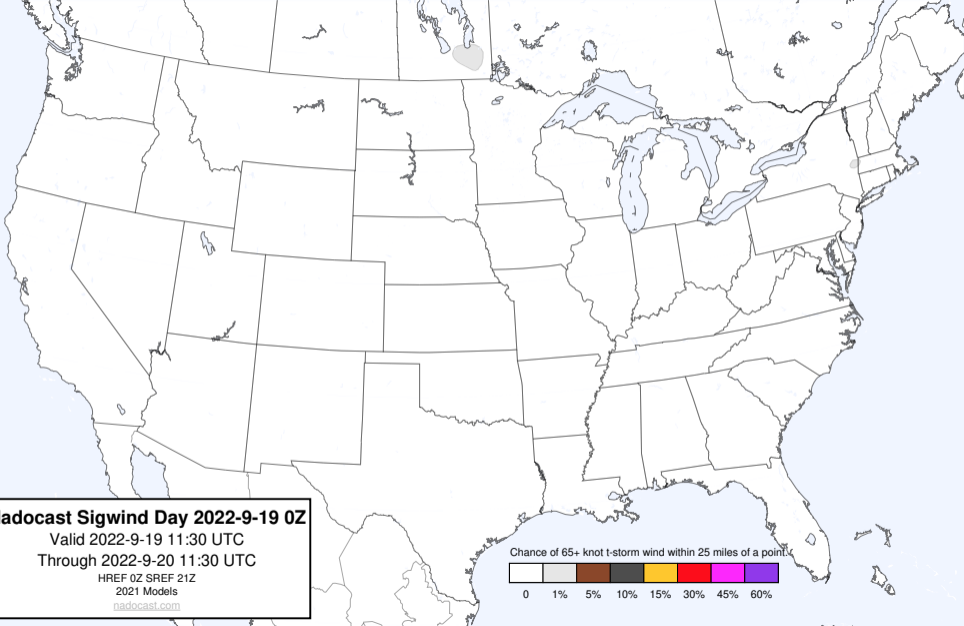 adocast Sigwind Day 2022-9-19 0Z
Valid 2022-9-19 11:30 UTC
Through 2022-9-20 11:30 UTC
HREF 0Z SREF 21Z
2021 Models
nadocast.com
Chance of 65+ knot t-storm wind within 25 miles of a point.
0 1% 5% 10% 15% 30% 45% 60%